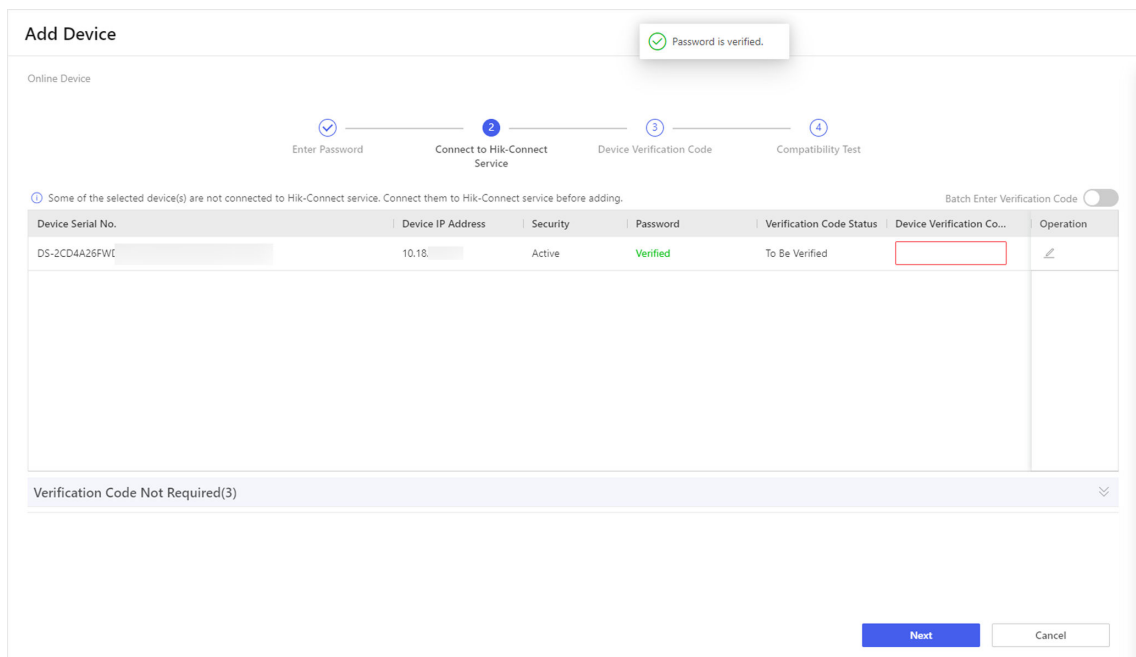 Add Device
Password is verified.
Online Device
2
3
4
Enter Password
Connect to Hik-Connect
Service
Device Verification Code
Compatibility Test
Some of the selected device(s) are not connected to Hik-Connect service. Connect them to Hik-Connect service before adding.
Batch Enter Verification Code
Device Serial No. Device IP Address Security Password Verification Code Status Device Verification Co... Operation
DS-2CD4A26FWD 10.18. Active Verified To Be Verified
Verification Code Not Required(3)
Next Cancel